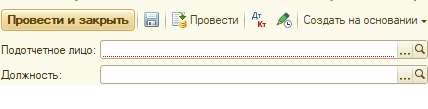 Провести и закрыть Провести Дт Кт Создать на основании
Подотчетное лицо: ...
Должность: ...